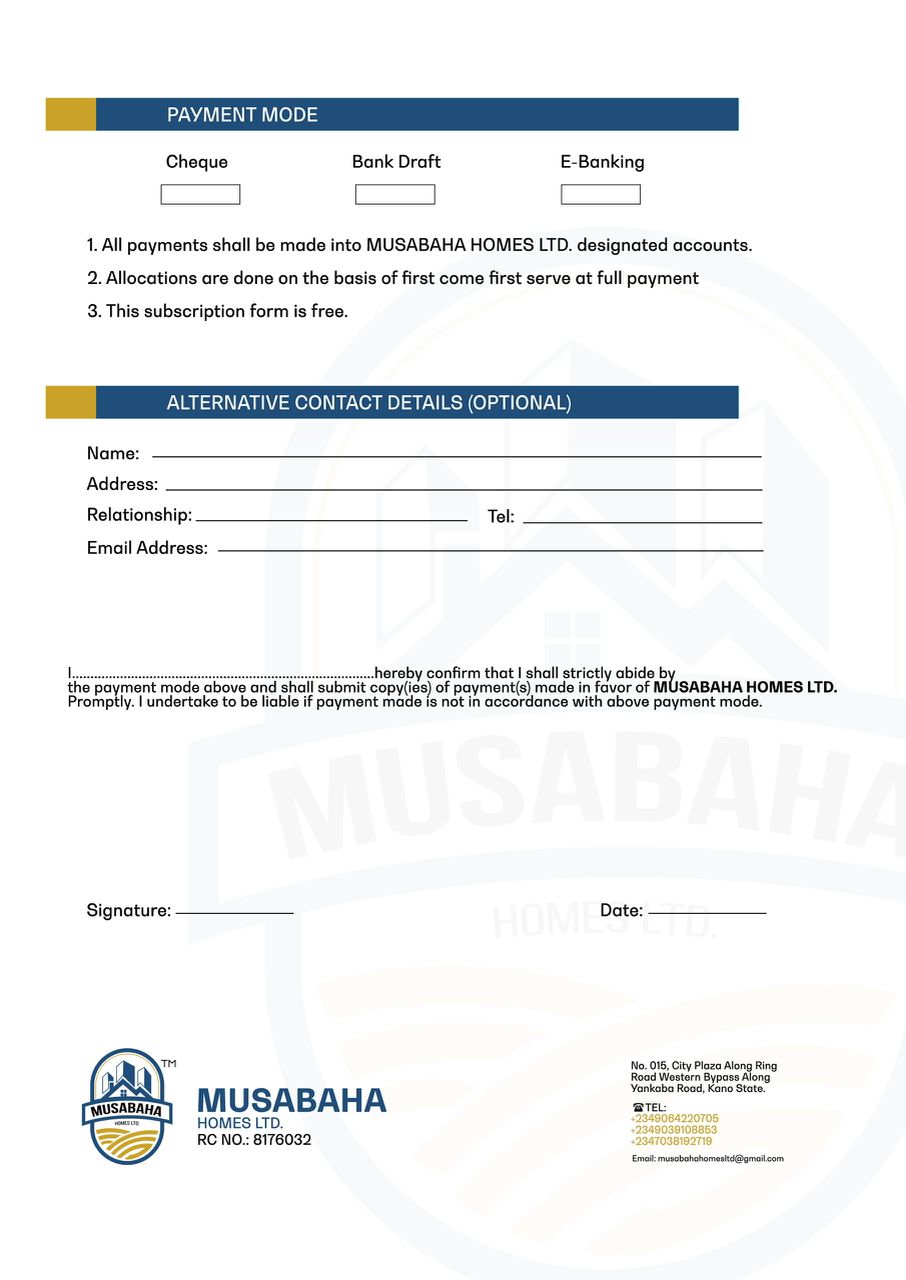 PAYMENT MODE
Cheque Bank Draft E-Banking
1. All payments shall be made into MUSABAHA HOMES LTD. designated accounts.
2. Allocations are done on the basis of first come first serve at full payment
3. This subscription form is free.
ALTERNATIVE CONTACT DETAILS (OPTIONAL)
Name:
Address:
Relationship: Tel:
Email Address:
I...................................................................................hereby confirm that I shall strictly abide by
the payment mode above and shall submit copy(ies) of payment(s) made in favor of MUSABAHA HOMES LTD.
Promptly. I undertake to be liable if payment made is not in accordance with above payment mode.
MUSABAHA
HOMES LTD.
Signature: Date:
TM
MUSABAHA
HOMES LTD
MUSABAHA
HOMES LTD.
RC NO.: 8176032
No. 015, City Plaza Along Ring
Road Western Bypass Along
Yankaba Road, Kano State.
☎TEL:
+2349064220705
+2349039108853
+2347038192719
Email: musabahahomesltd@gmail.com